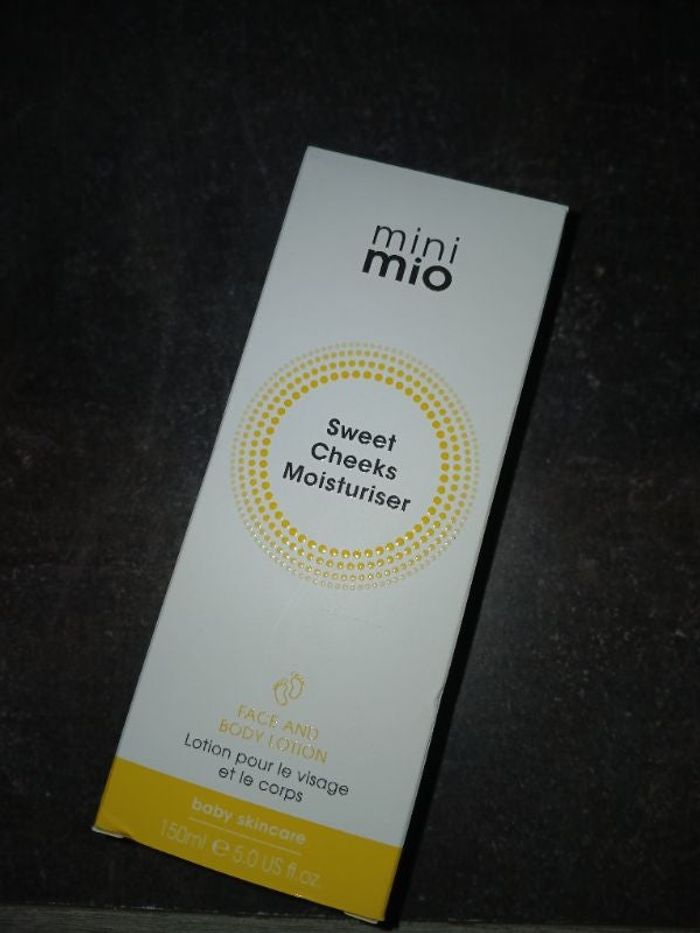 mini
mio
Sweet
Cheeks
Moisturiser
FACE AND
BODY LOTION
Lotion pour le visage
et le corps
baby skincare
150ml ℮ 5.0 US fl.oz.